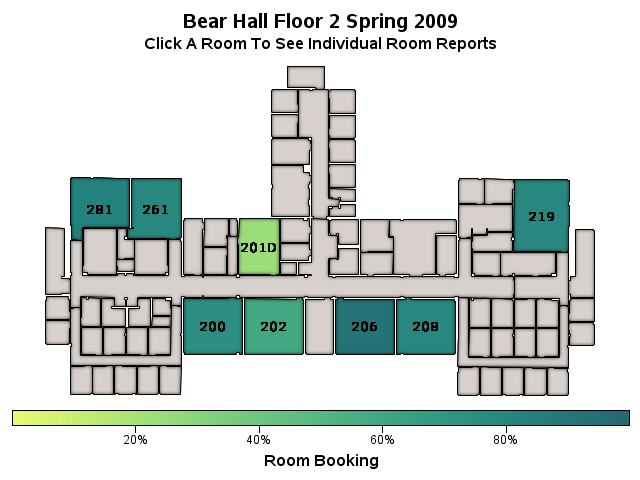 Bear Hall Floor 2 Spring 2009
Click A Room To See Individual Room Reports
281
261
219
201D
200
202
206
208
20%
40%
60%
80%
Room Booking